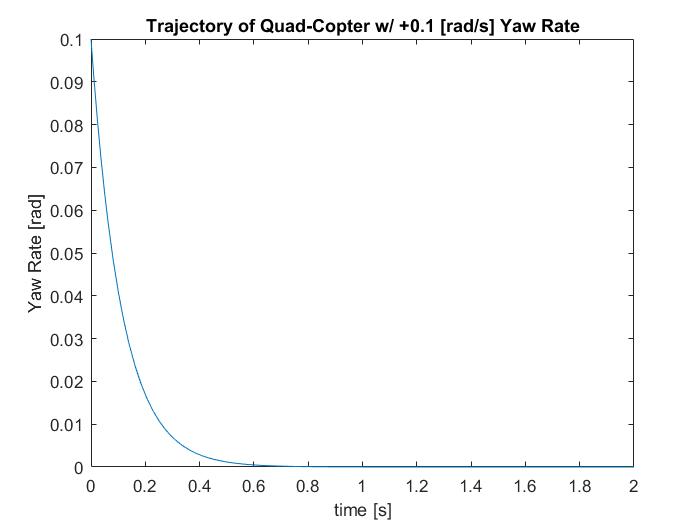 Trajectory of Quad-Copter w/ +0.1 [rad/s] Yaw Rate
0.1
0.09
0.08
0.07
0.06
0.05
0.04
0.03
0.02
0.01
0
Yaw Rate [rad]
0 0.2 0.4 0.6 0.8 1 1.2 1.4 1.6 1.8 2
time [s]